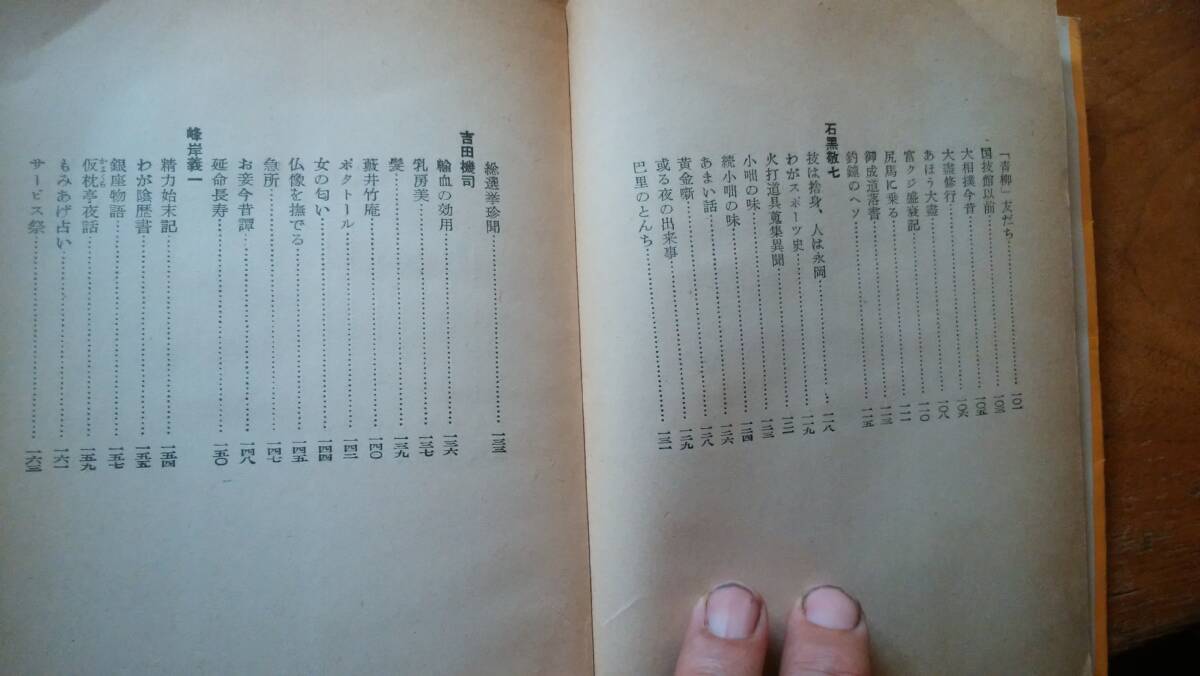 「青柳」友だち……一〇一
国技館以前……一〇三
大相撲今昔……一〇五
大盡修行……一〇六
あほう大盡……一〇八
富クジ盛衰記……一一〇
尻馬に乗る……一一一
御成道落書……一一三
釣鐘のヘソ……一一五
石黒敬七
技は捨身、人は永岡……一一八
わがスポーツ史……一一九
火打道具蒐集異聞……一二一
小咄の味……一二三
続小咄の味……一二四
あまい話……一二六
黄金噺……一二八
或る夜の出来事……一二九
巴里のとんち……一三一
総選挙珍聞……一三三
吉田機司
輸血の効用……一三六
乳房美……一三七
髪……一三九
藪井竹庵……一四〇
ポクトール……一四二
女の匂い……一四四
仏像を撫でる……一四五
急所……一四七
お妾今昔譚……一四八
延命長寿……一五〇
峰岸義一
精力始末記……一五四
わが陰歴書……一五五
銀座物語……一五七
仮枕亭夜話……一五九
もみあげ占い……一六一
サービス祭……一六三